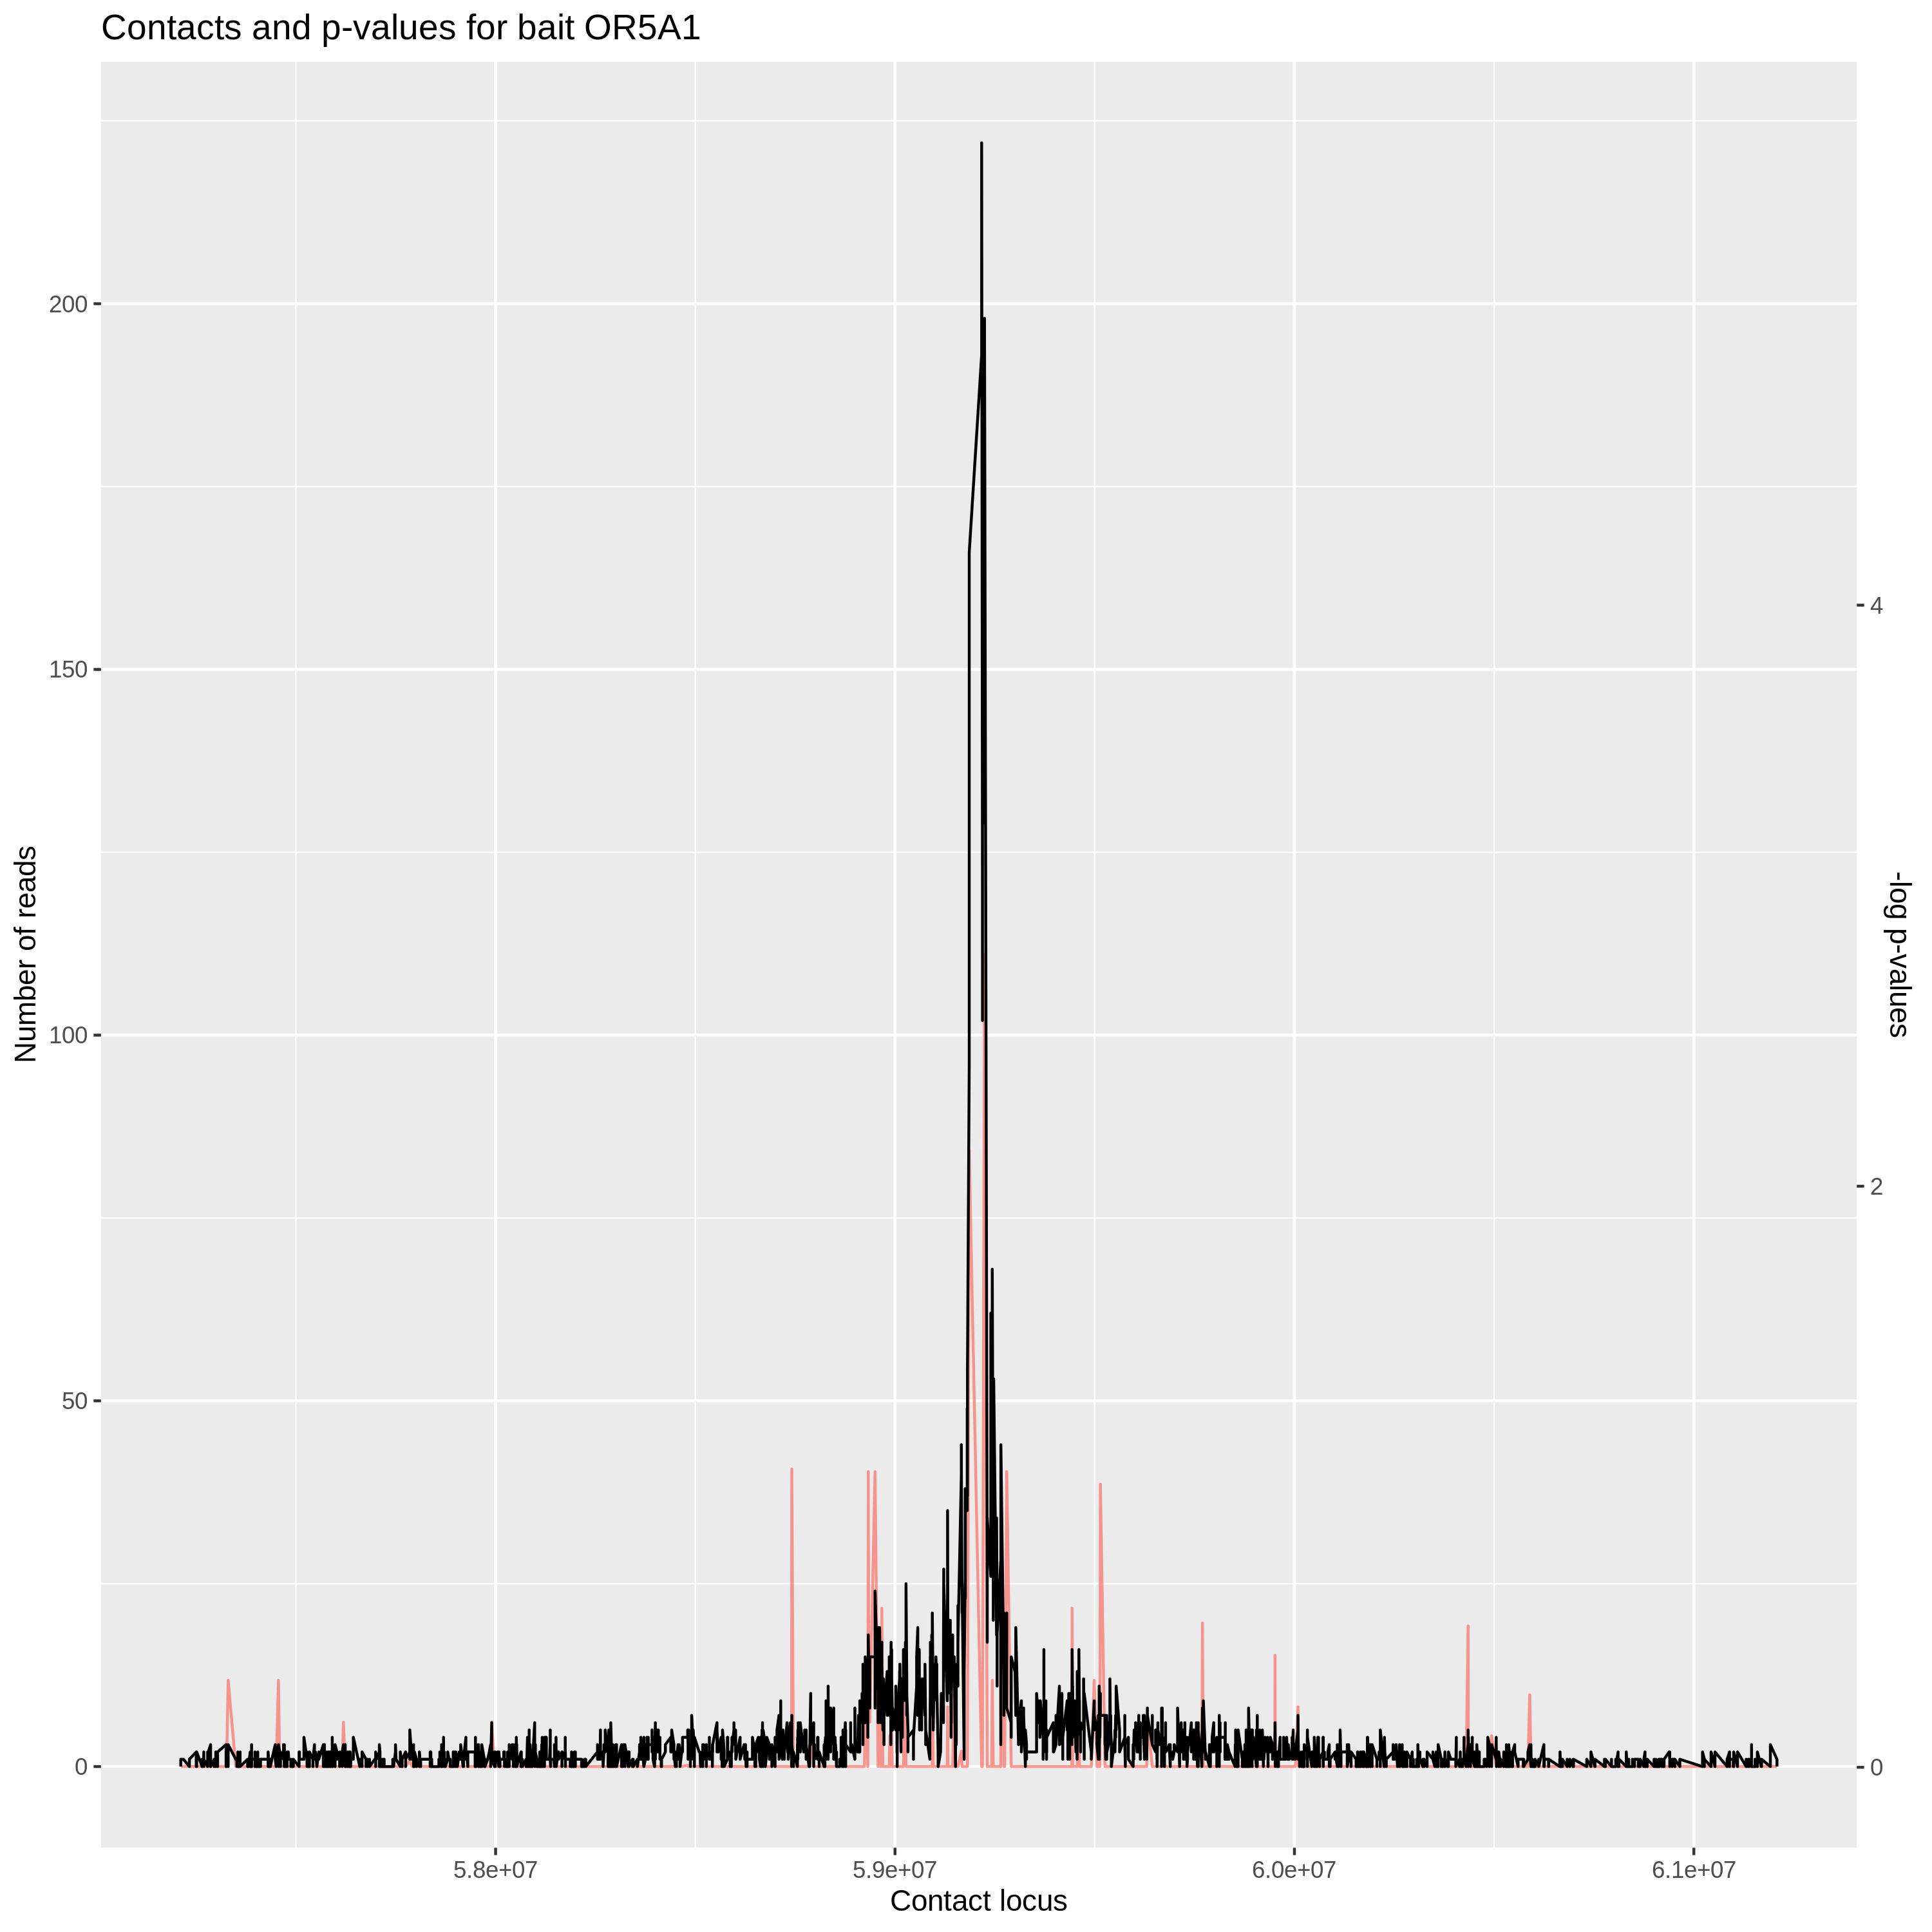 Contacts and p-values for bait OR5A1
Number of reads
200
150
100
50
0
4
2
0
-log p-values
5.8e+07
5.9e+07
6.0e+07
6.1e+07
Contact locus